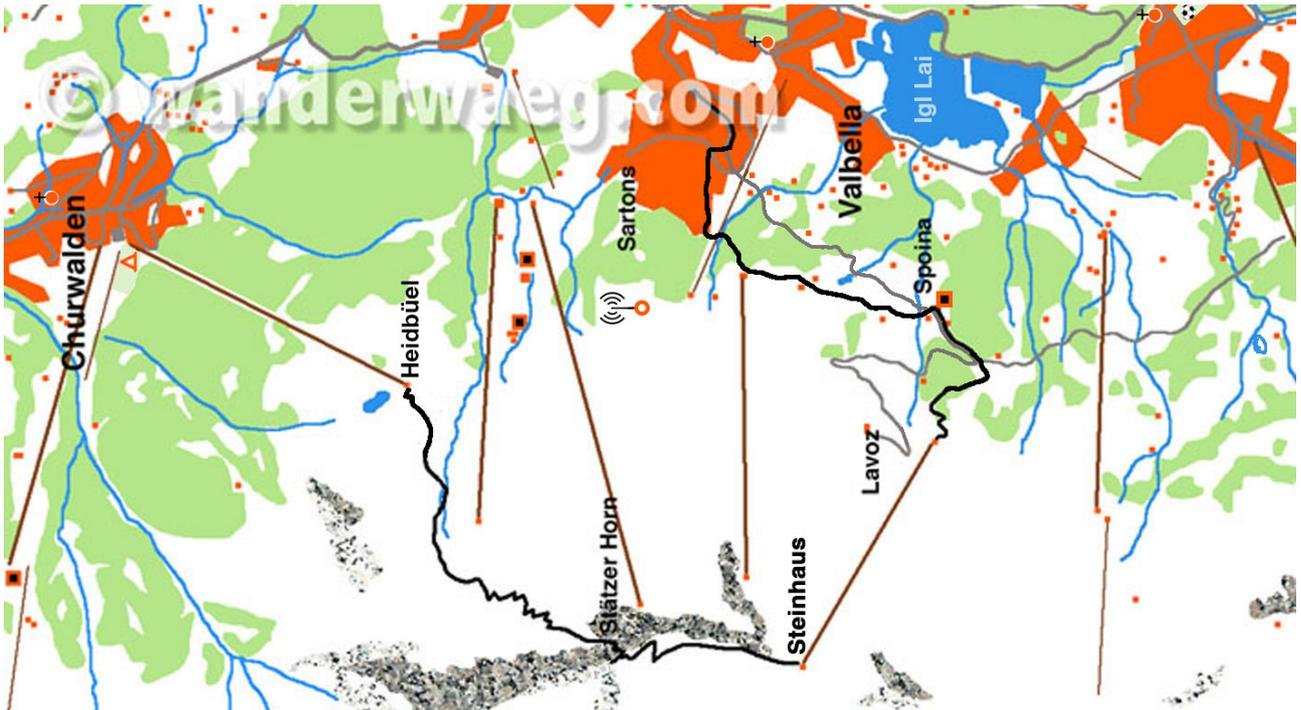 © wanderwaeg.com
Igl Lai
Valbella
Sartons
Churwalden
Spoina
Heidbüel
Lavoz
Stätzer Horn
Steinhaus